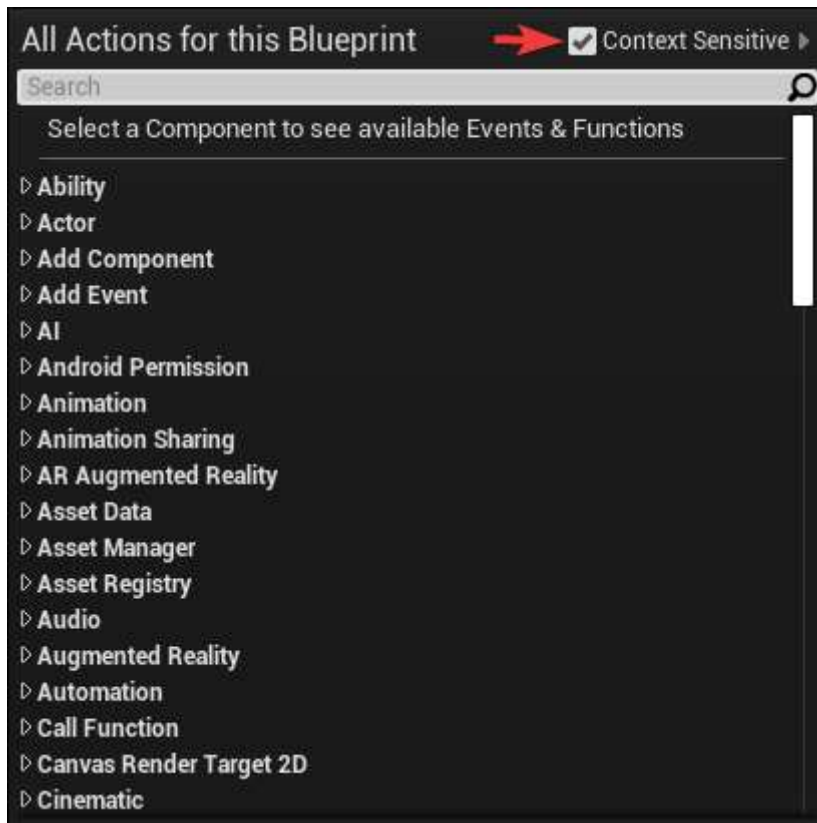 All Actions for this Blueprint Context Sensitive
Search
Select a Component to see available Events & Functions
Ability
Actor
Add Component
Add Event
AI
Android Permission
Animation
Animation Sharing
AR Augmented Reality
Asset Data
Asset Manager
Asset Registry
Audio
Augmented Reality
Automation
Call Function
Canvas Render Target 2D
Cinematic